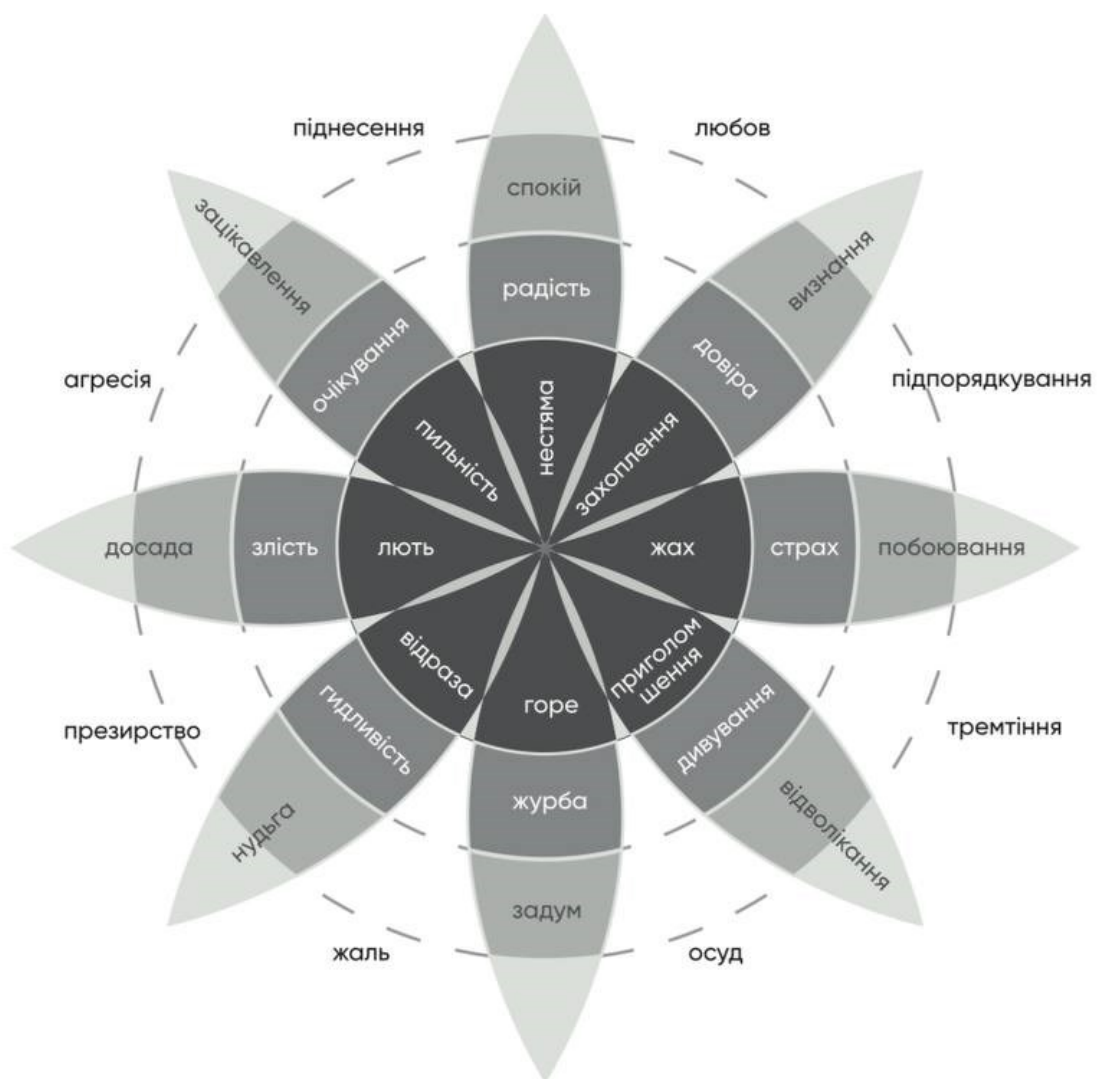 піднесення
любов
спокій
зацікавлення
визнання
радість
очікування
довіра
агресія
підпорядкування
нестяма
пильність
захоплення
досада
злість
лють
жах
страх
побоювання
відраза
приголом
шення
горе
гидливість
дивування
презирство
тремтіння
журба
нудьга
відволікання
задум
жаль
осуд